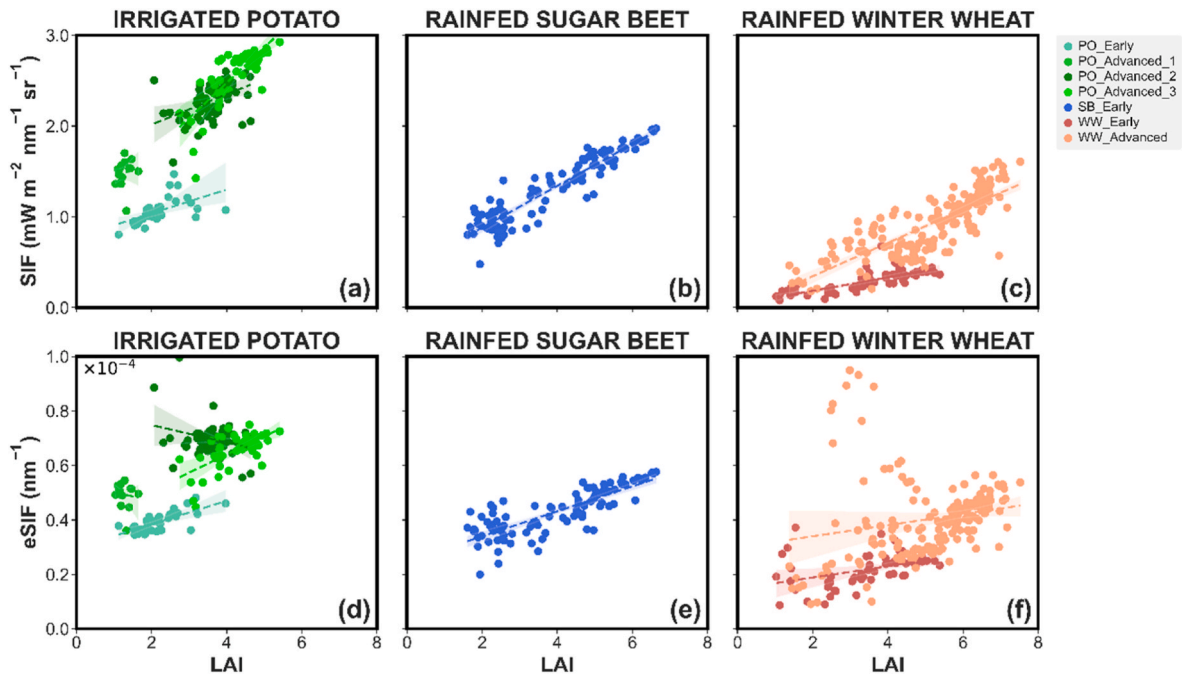 IRRIGATED POTATO
RAINFED SUGAR BEET
RAINFED WINTER WHEAT
SIF (mW m⁻² nm⁻¹ sr⁻¹)
3.0
2.0
1.0
0.0
(a)
(b)
(c)
PO_Early
PO_Advanced_1
PO_Advanced_2
PO_Advanced_3
SB_Early
WW_Early
WW_Advanced
IRRIGATED POTATO
RAINFED SUGAR BEET
RAINFED WINTER WHEAT
eSIF (nm⁻¹)
×10⁻⁴
1.0
0.8
0.6
0.4
0.2
0.0
(d)
(e)
(f)
0 2 4 6 8
0 2 4 6 8
0 2 4 6 8
LAI
LAI
LAI